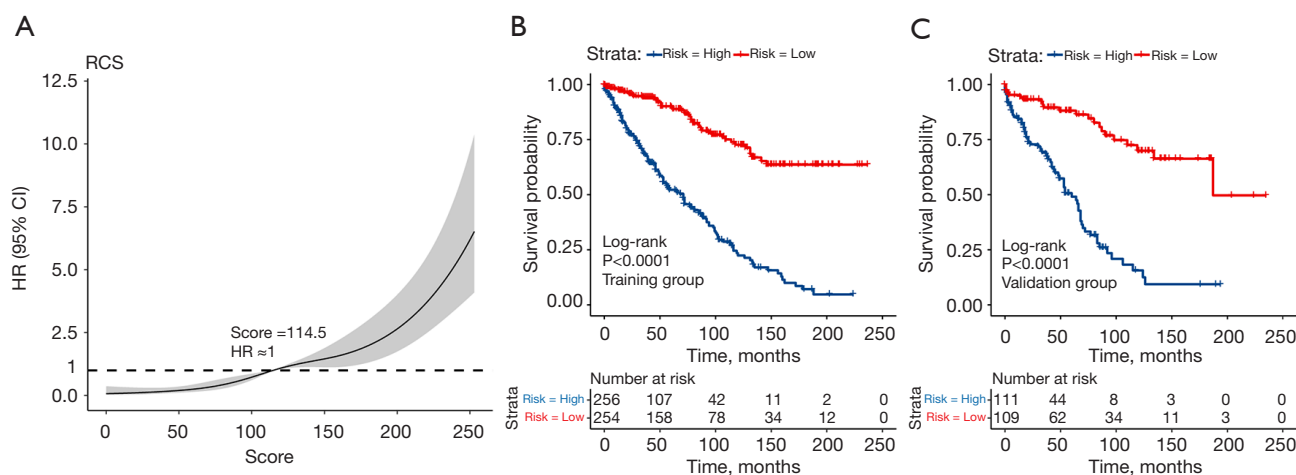 A
RCS
HR (95% CI)
12.5
10.0
7.5
5.0
2.5
1
0.0
Score =114.5
HR ≈1
0 50 100 150 200 250
Score
B
Strata: Risk = High Risk = Low
Survival probability
1.00
0.75
0.50
0.25
0.00
Log-rank
P<0.0001
Training group
0 50 100 150 200 250
Time, months
Number at risk
Strata
Risk = High 256 107 42 11 2 0
Risk = Low 254 158 78 34 12 0
0 50 100 150 200 250
Time, months
C
Strata: Risk = High Risk = Low
Survival probability
1.00
0.75
0.50
0.25
0.00
Log-rank
P<0.0001
Validation group
0 50 100 150 200 250
Time, months
Number at risk
Strata
Risk = High 111 44 8 3 0 0
Risk = Low 109 62 34 11 3 0
0 50 100 150 200 250
Time, months